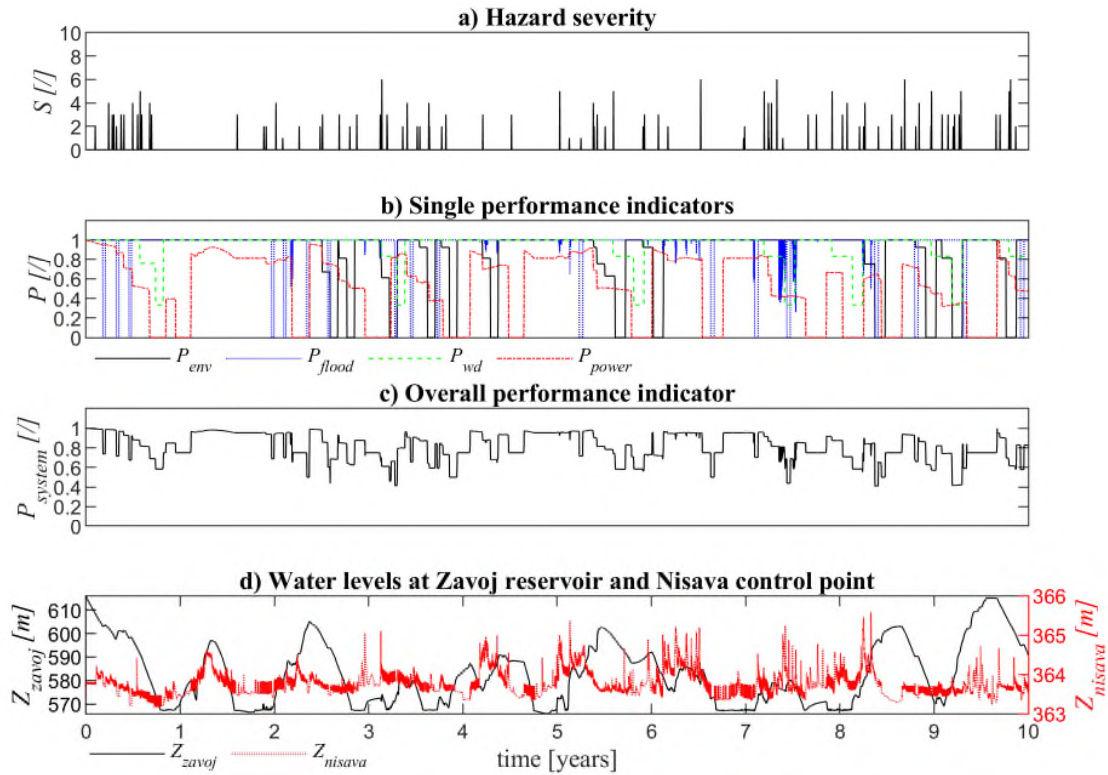 a) Hazard severity
10
8
6
4
2
0
S [/]
b) Single performance indicators
1
0.8
0.6
0.4
0.2
0
P [/]
P_env P_flood P_wd P_power
c) Overall performance indicator
1
0.8
0.6
0.4
0.2
0
P_system [/]
d) Water levels at Zavoj reservoir and Nisava control point
610
600
590
580
570
Z_zavoj [m]
366
365
364
363
Z_nisava [m]
0 1 2 3 4 5 6 7 8 9 10
Z_zavoj Z_nisava
time [years]